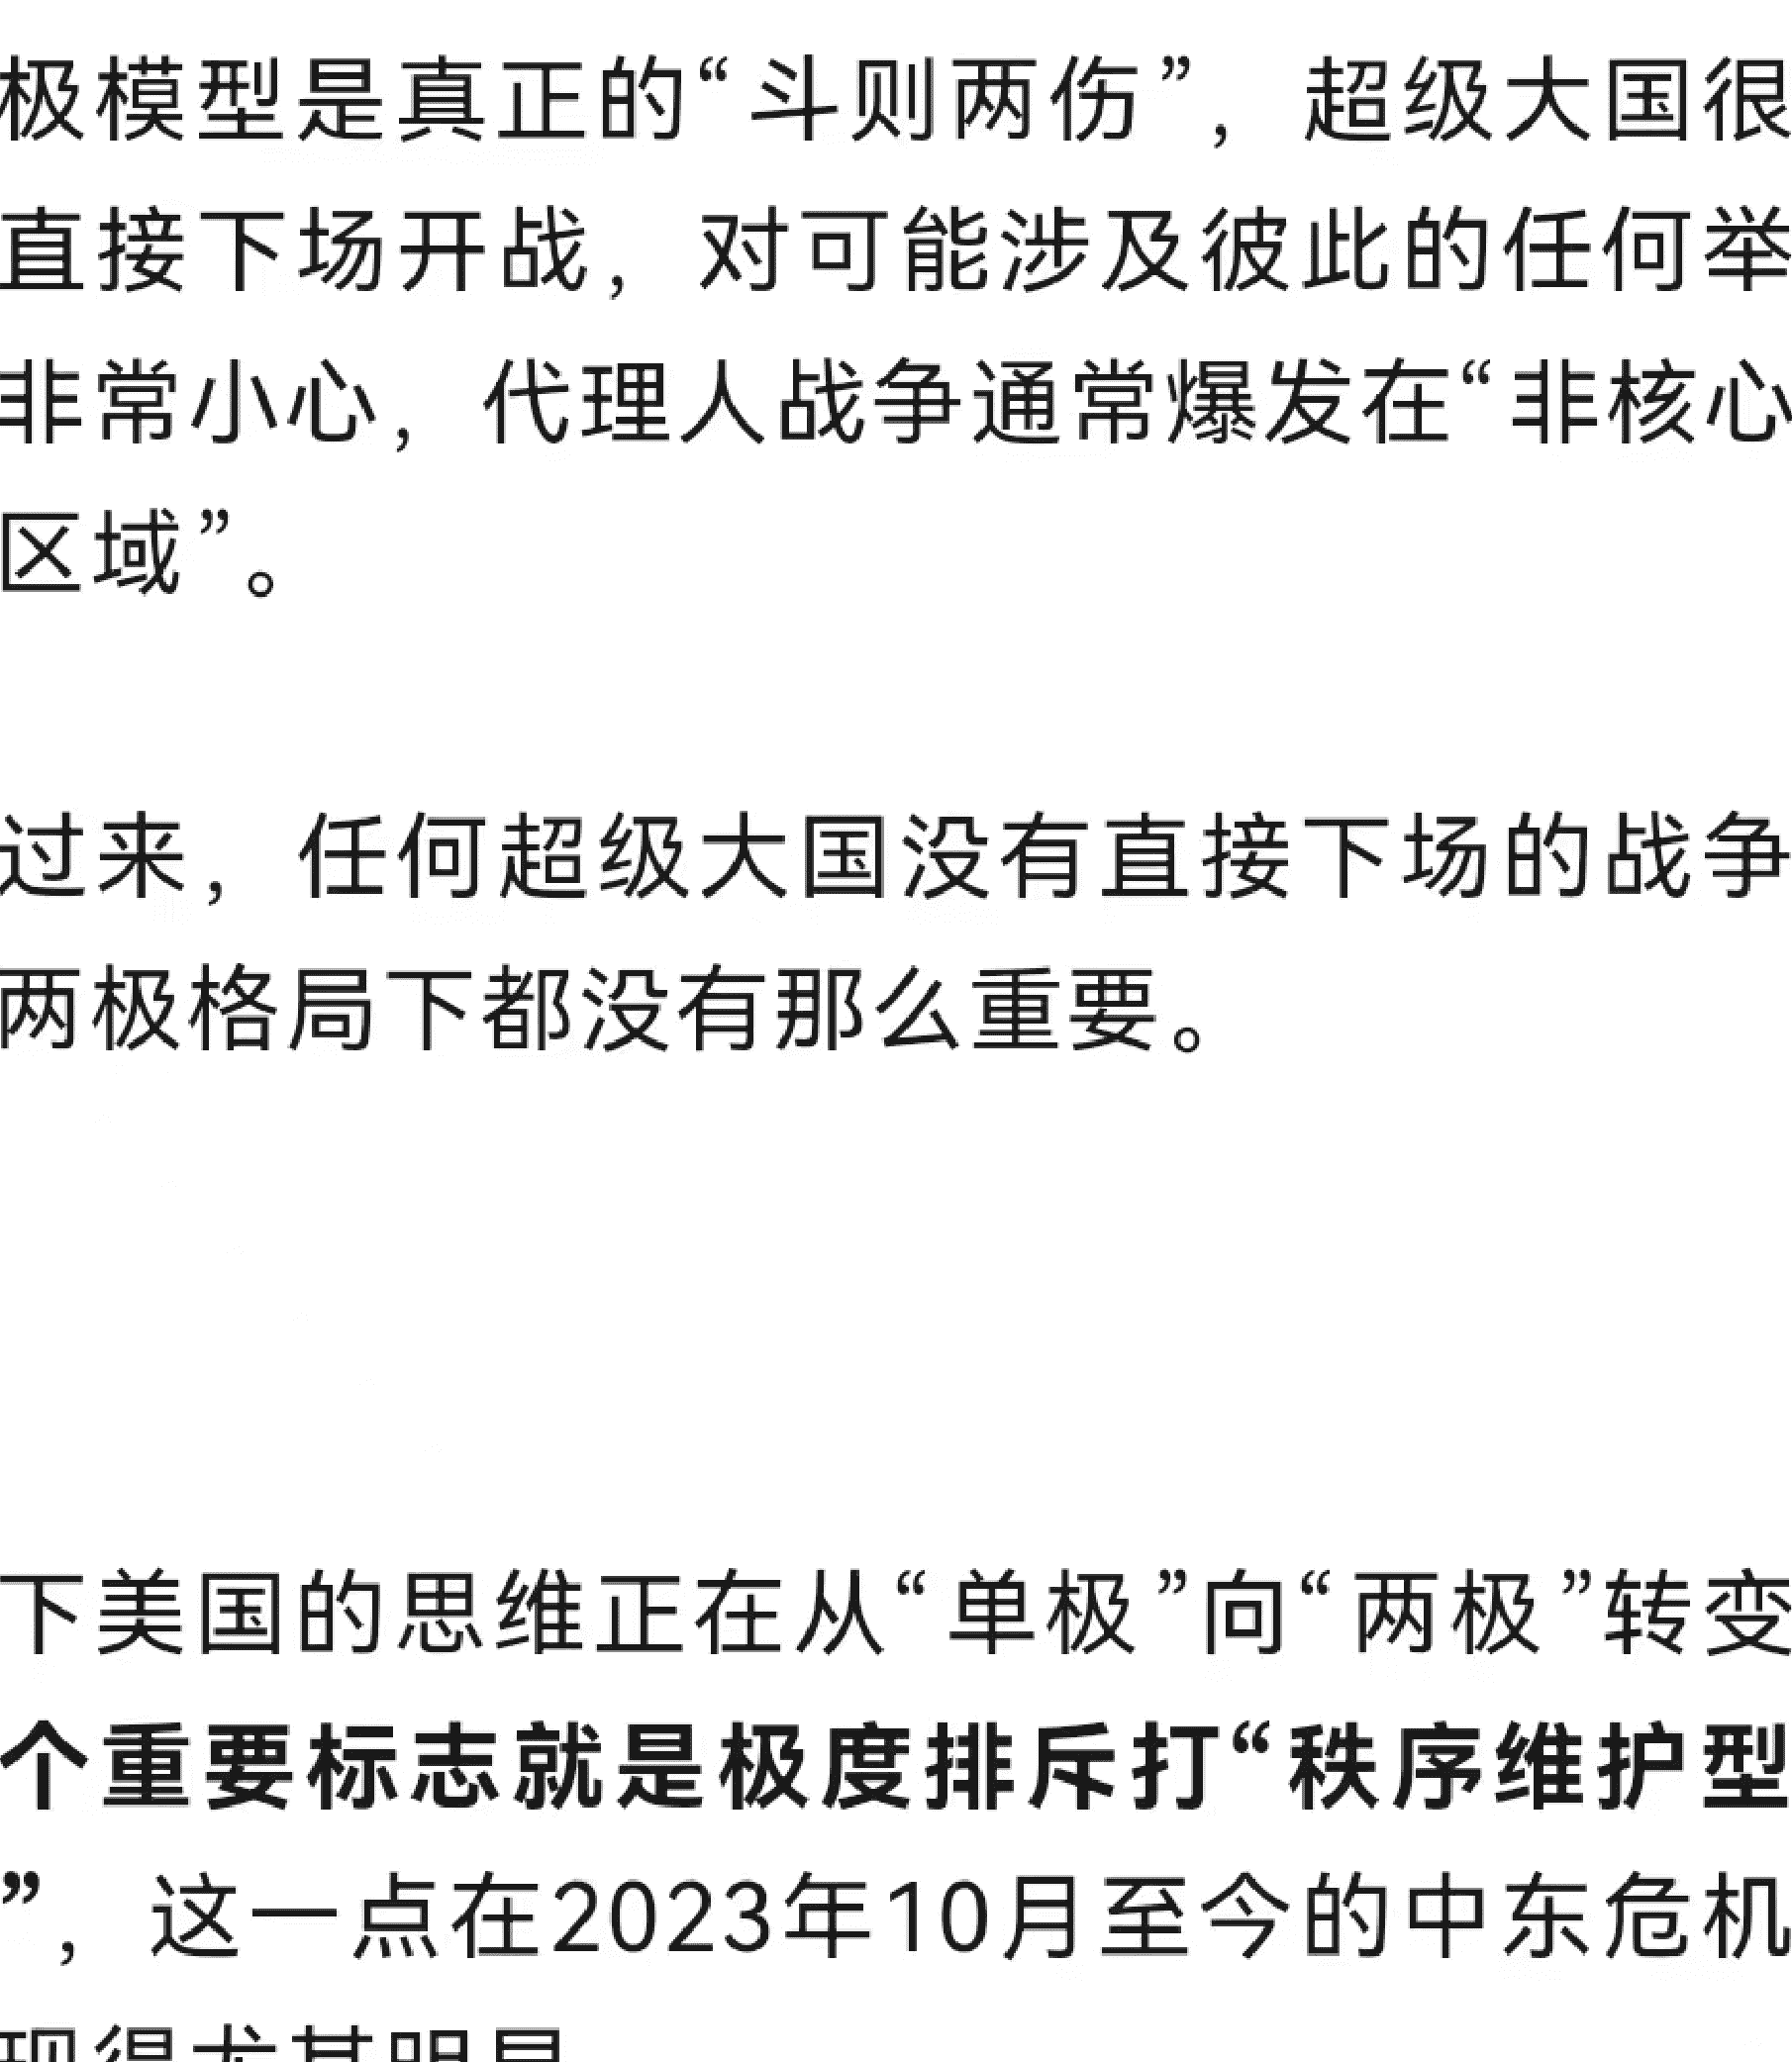 极模型是真正的“斗则两伤”，超级大国很
直接下场开战，对可能涉及彼此的任何举
非常小心，代理人战争通常爆发在“非核心
区域”。
过来，任何超级大国没有直接下场的战争
两极格局下都没有那么重要。
下美国的思维正在从“单极”向“两极”转变
个重要标志就是极度排斥打“秩序维护型
”，这一点在2023年10月至今的中东危机
现得尤其明显